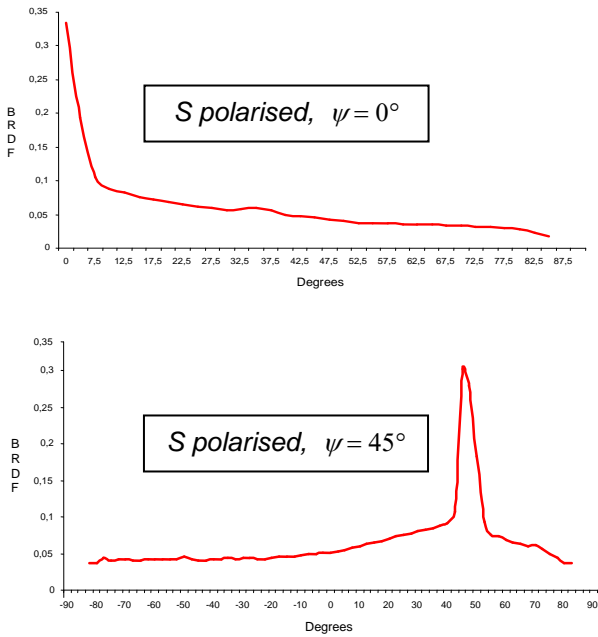 0,35
0,3
0,25
0,2
0,15
0,1
0,05
0
B
R
D
F
S polarised, ψ = 0°
0 7,5 12,5 17,5 22,5 27,5 32,5 37,5 42,5 47,5 52,5 57,5 62,5 67,5 72,5 77,5 82,5 87,5
Degrees
0,35
0,3
0,25
0,2
0,15
0,1
0,05
0
B
R
D
F
S polarised, ψ = 45°
-90 -80 -70 -60 -50 -40 -30 -20 -10 0 10 20 30 40 50 60 70 80 90
Degrees